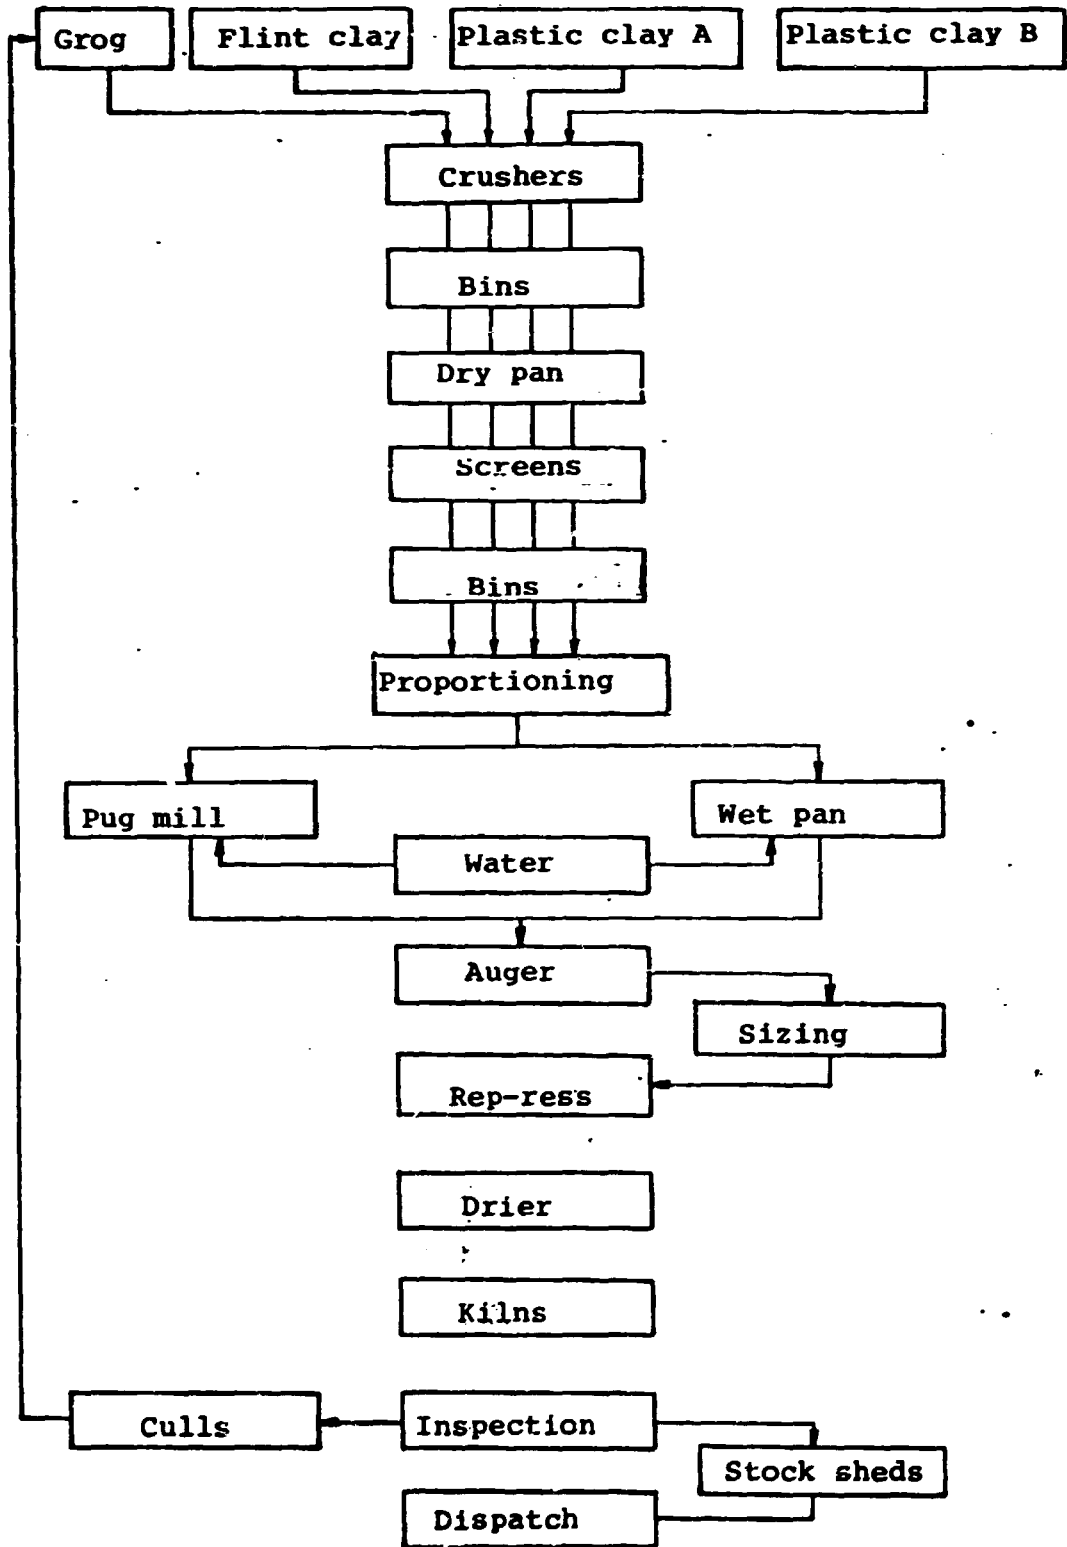 Grog
Flint clay
Plastic clay A
Plastic clay B
Crushers
Bins
Dry pan
Screens
Bins
Proportioning
Pug mill
Wet pan
Water
Auger
Sizing
Rep-ress
Drier
Kilns
Culls
Inspection
Stock sheds
Dispatch